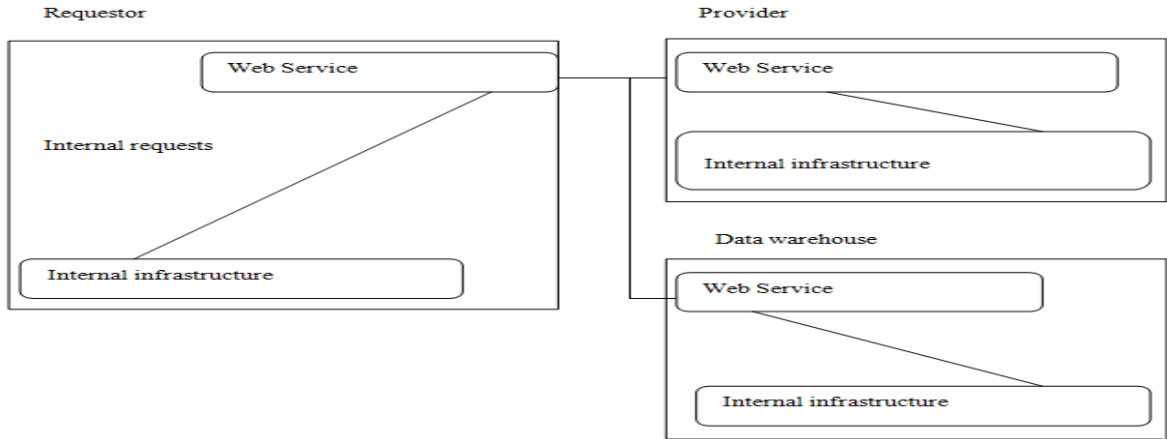 Requestor
Web Service
Internal requests
Internal infrastructure
Provider
Web Service
Internal infrastructure
Data warehouse
Web Service
Internal infrastructure